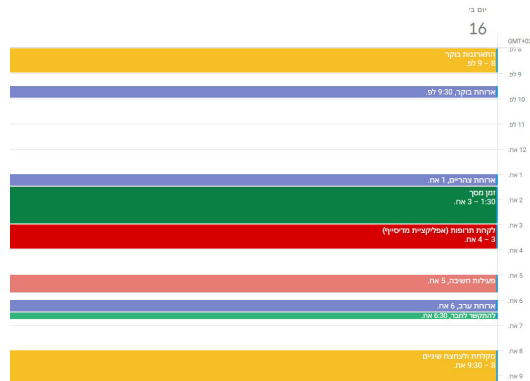 יום ב׳
16
GMT+02
8 לפ.
9 לפ.
10 לפ.
11 לפ.
12 אח.
1 אח.
2 אח.
3 אח.
4 אח.
5 אח.
6 אח.
7 אח.
8 אח.
9 אח.
התארגנות בוקר
8 – 9 לפ.
ארוחת בוקר, 9:30 לפ.
ארוחת צהריים, 1 אח.
זמן מסך
1:30 – 3 אח.
לקחת תרופות (אפליקציית מדיסייף)
3 – 4 אח.
פעילות חשיבה, 5 אח.
ארוחת ערב, 6 אח.
להתקשר לחבר, 6:30 אח.
מקלחת ולצחצח שיניים
8 – 9:30 אח.